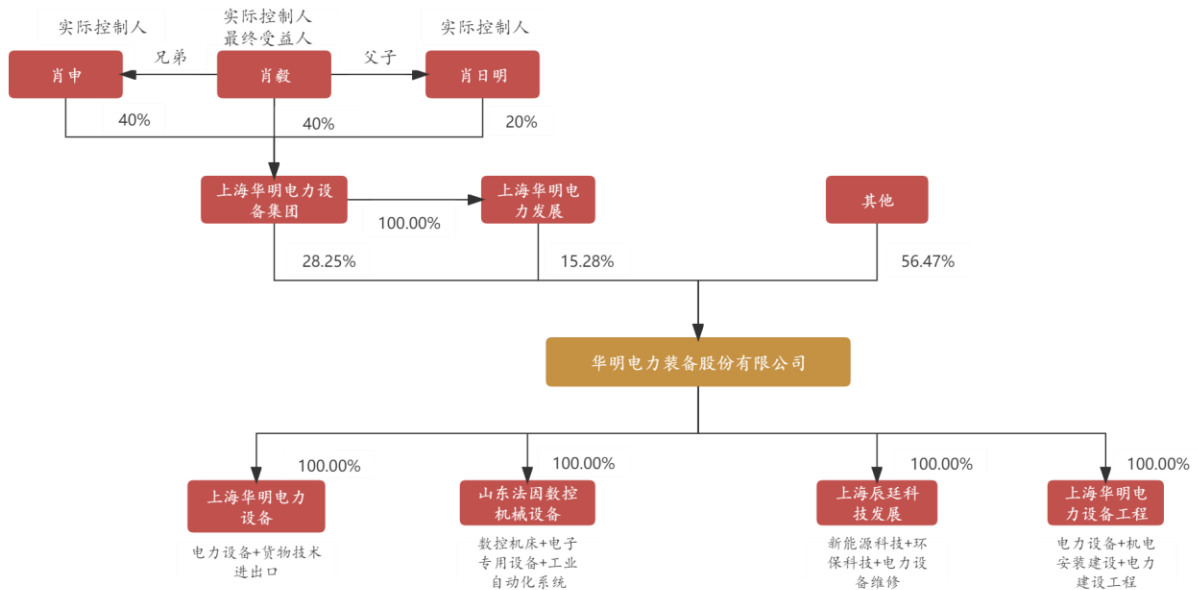 实际控制人
实际控制人
最终受益人
实际控制人
肖申
兄弟
肖毅
父子
肖日明
40%
40%
20%
上海华明电力设
备集团
100.00%
上海华明电
力发展
其他
28.25%
15.28%
56.47%
华明电力装备股份有限公司
100.00%
100.00%
100.00%
100.00%
上海华明电力
设备
山东法因数控
机械设备
上海辰廷科
技发展
上海华明电
力设备工程
电力设备+货物技术
进出口
数控机床+电子
专用设备+工业
自动化系统
新能源科技+环
保科技+电力设
备维修
电力设备+机电
安装建设+电力
建设工程